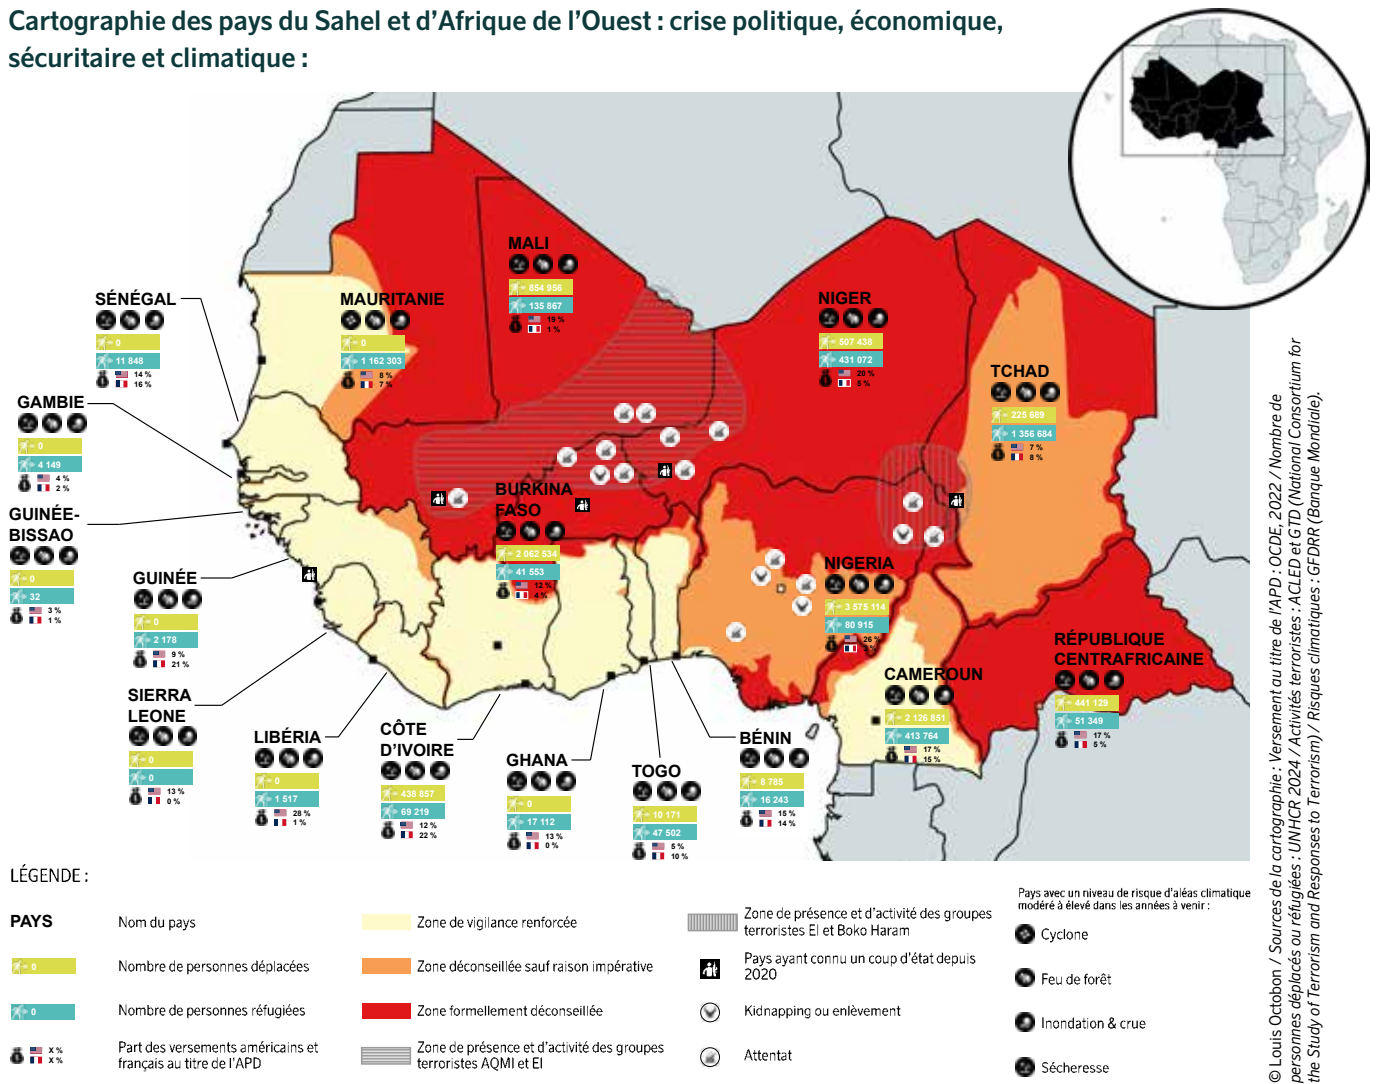 Cartographie des pays du Sahel et d’Afrique de l’Ouest : crise politique, économique,
sécuritaire et climatique :
MALI
854 956
135 867
19 %
1 %
SÉNÉGAL
0
11 848
14 %
16 %
MAURITANIE
0
1 162 303
8 %
7 %
NIGER
507 438
431 072
20 %
5 %
TCHAD
225 689
1 356 684
7 %
8 %
GAMBIE
0
4 149
4 %
2 %
BURKINA
FASO
2 062 534
41 553
12 %
4 %
GUINÉE-
BISSAO
0
32
3 %
1 %
GUINÉE
0
2 178
9 %
21 %
NIGERIA
3 575 114
80 915
26 %
RÉPUBLIQUE
CENTRAFRICAINE
441 129
51 349
17 %
5 %
CAMEROUN
2 126 851
413 764
17 %
15 %
SIERRA
LEONE
0
0
13 %
0 %
LIBÉRIA
0
1 517
28 %
1 %
CÔTE
D’IVOIRE
438 857
69 219
12 %
22 %
GHANA
0
17 112
13 %
0 %
TOGO
10 171
47 502
5 %
10 %
BÉNIN
8 785
16 243
15 %
14 %
LÉGENDE :
PAYS
Nom du pays
0
Nombre de personnes déplacées
0
Nombre de personnes réfugiées
X %
X %
Part des versements américains et
français au titre de l’APD
Zone de vigilance renforcée
Zone déconseillée sauf raison impérative
Zone formellement déconseillée
Zone de présence et d’activité des groupes
terroristes AQMI et EI
Zone de présence et d’activité des groupes
terroristes EI et Boko Haram
Pays ayant connu un coup d’état depuis
2020
Kidnapping ou enlèvement
Attentat
Pays avec un niveau de risque d’aléas climatique
modéré à élevé dans les années à venir :
Cyclone
Feu de forêt
Inondation & crue
Sécheresse
© Louis Octobon / Sources de la cartographie : Versement au titre de l’APD : OCDE, 2022 / Nombre de
personnes déplacés ou réfugiées : UNHCR 2024 / Activités terroristes : ACLED et GTD (National Consortium for
the Study of Terrorism and Responses to Terrorism) / Risques climatiques : GFDRR (Banque Mondiale),